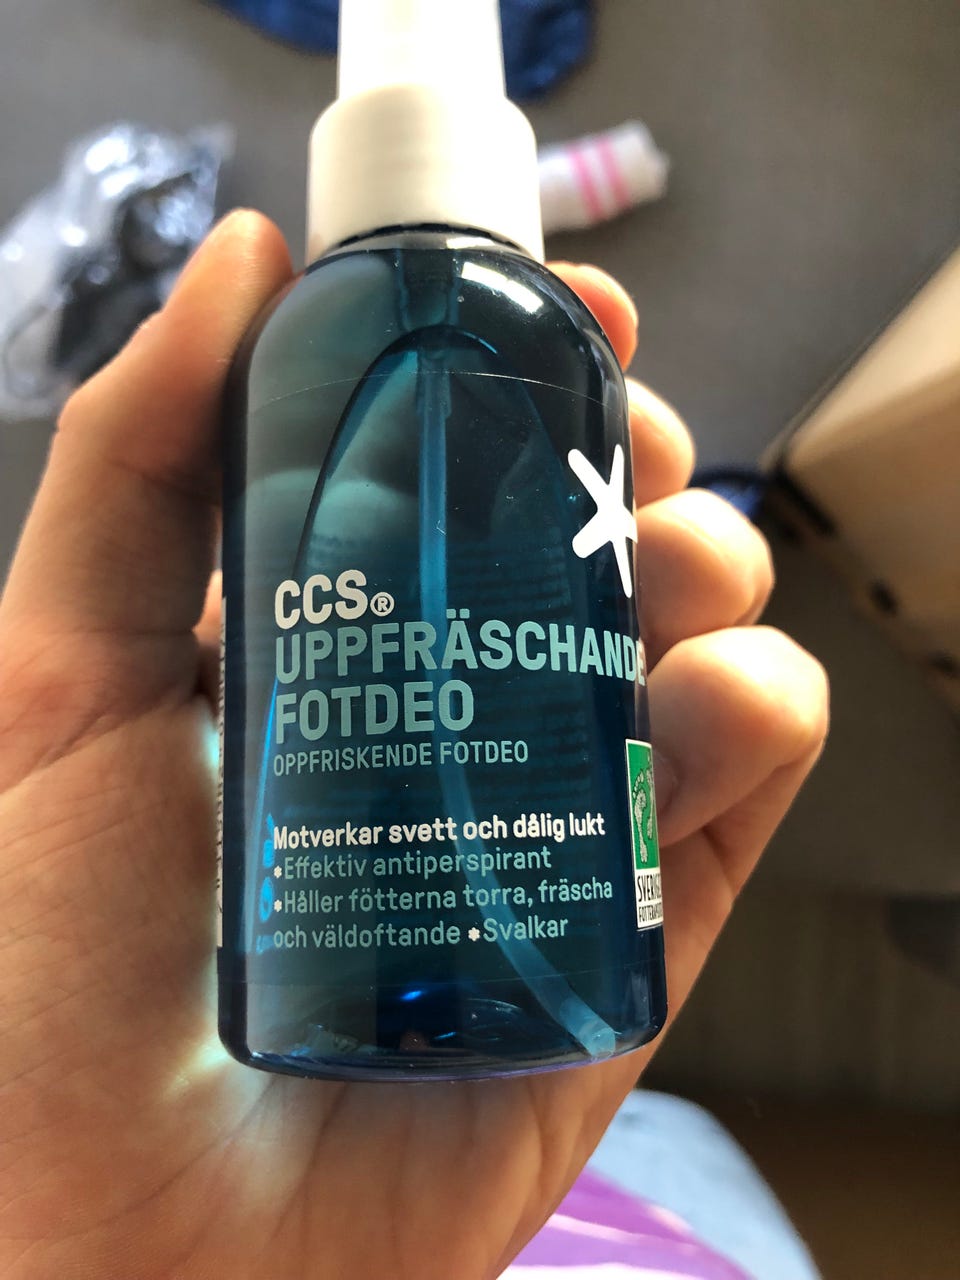 CCS®
UPPFRÄSCHANDE
FOTDEO
OPPFRISKENDE FOTDEO
Motverkar svett och dålig lukt
*Effektiv antiperspirant
*Håller fötterna torra, fräscha
och väldoftande *Svalkar